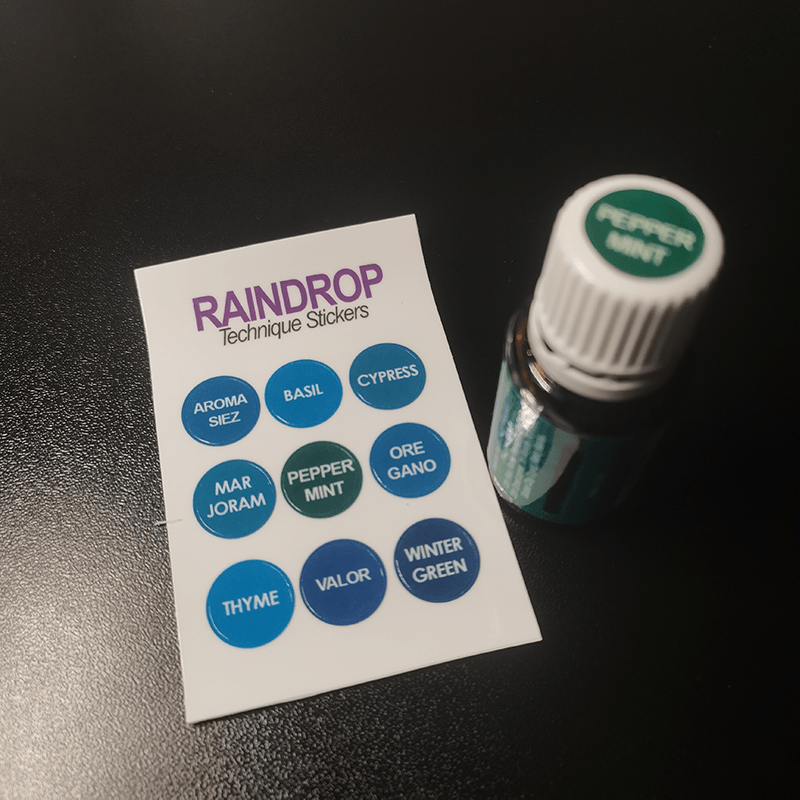 RAINDROP
Technique Stickers
AROMA
SIEZ
BASIL
CYPRESS
MAR
JORAM
PEPPER
MINT
ORE
GANO
THYME
VALOR
WINTER
GREEN
PEPPER
MINT